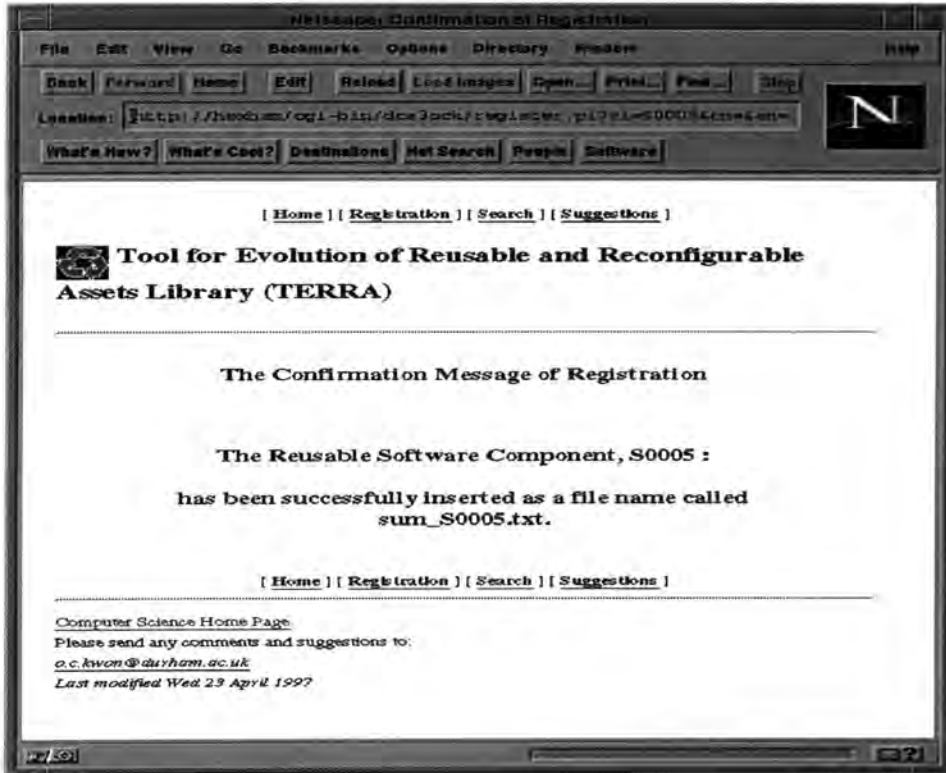 Netscape: Confirmation of Registration
File Edit View Go Bookmarks Options Directory Window Help
Back Forward Home Edit Reload Load Images Open... Print... Find... Stop
Location:
What's New? What's Cool? Destinations Net Search People Software
N
[ Home ] [ Registration ] [ Search ] [ Suggestions ]
Tool for Evolution of Reusable and Reconfigurable
Assets Library (TERRA)
The Confirmation Message of Registration
The Reusable Software Component, S0005 :
has been successfully inserted as a file name called
sum_S0005.txt.
[ Home ] [ Registration ] [ Search ] [ Suggestions ]
Computer Science Home Page
Please send any comments and suggestions to:
o.c.kwon@durham.ac.uk
Last modified Wed 23 April 1997